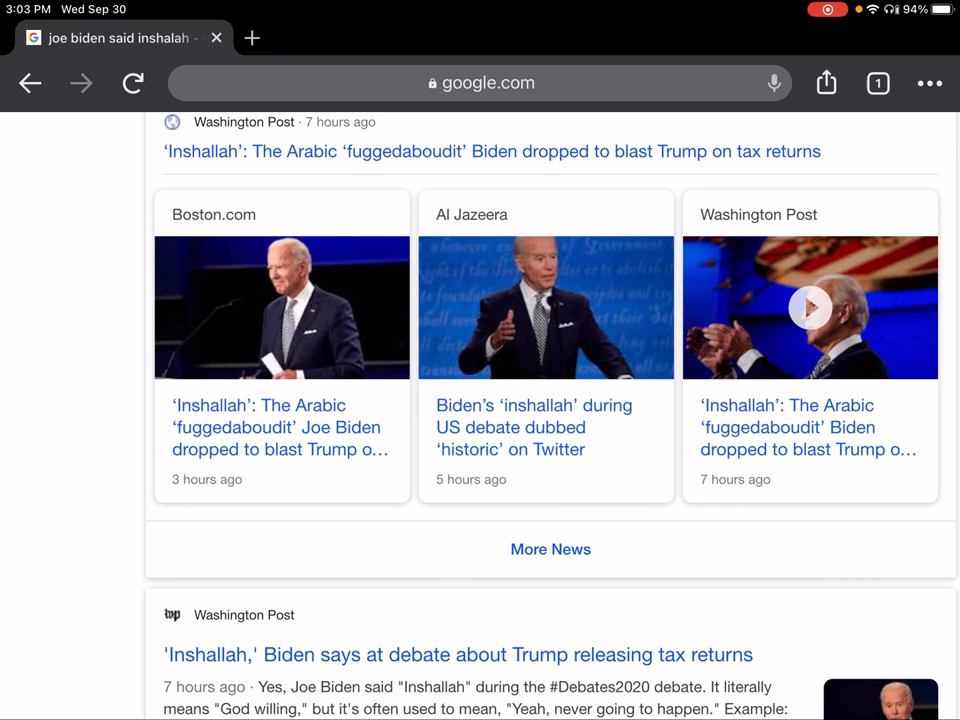 3:03 PM Wed Sep 30
94%
joe biden said inshalah -
google.com
1
Washington Post · 7 hours ago
‘Inshallah’: The Arabic ‘fuggedaboudit’ Biden dropped to blast Trump on tax returns
Boston.com
‘Inshallah’: The Arabic
‘fuggedaboudit’ Joe Biden
dropped to blast Trump o…
3 hours ago
Al Jazeera
Biden’s ‘inshallah’ during
US debate dubbed
‘historic’ on Twitter
5 hours ago
Washington Post
‘Inshallah’: The Arabic
‘fuggedaboudit’ Biden
dropped to blast Trump o…
7 hours ago
More News
wp
Washington Post
'Inshallah,' Biden says at debate about Trump releasing tax returns
7 hours ago · Yes, Joe Biden said "Inshallah" during the #Debates2020 debate. It literally
means "God willing," but it's often used to mean, "Yeah, never going to happen." Example: